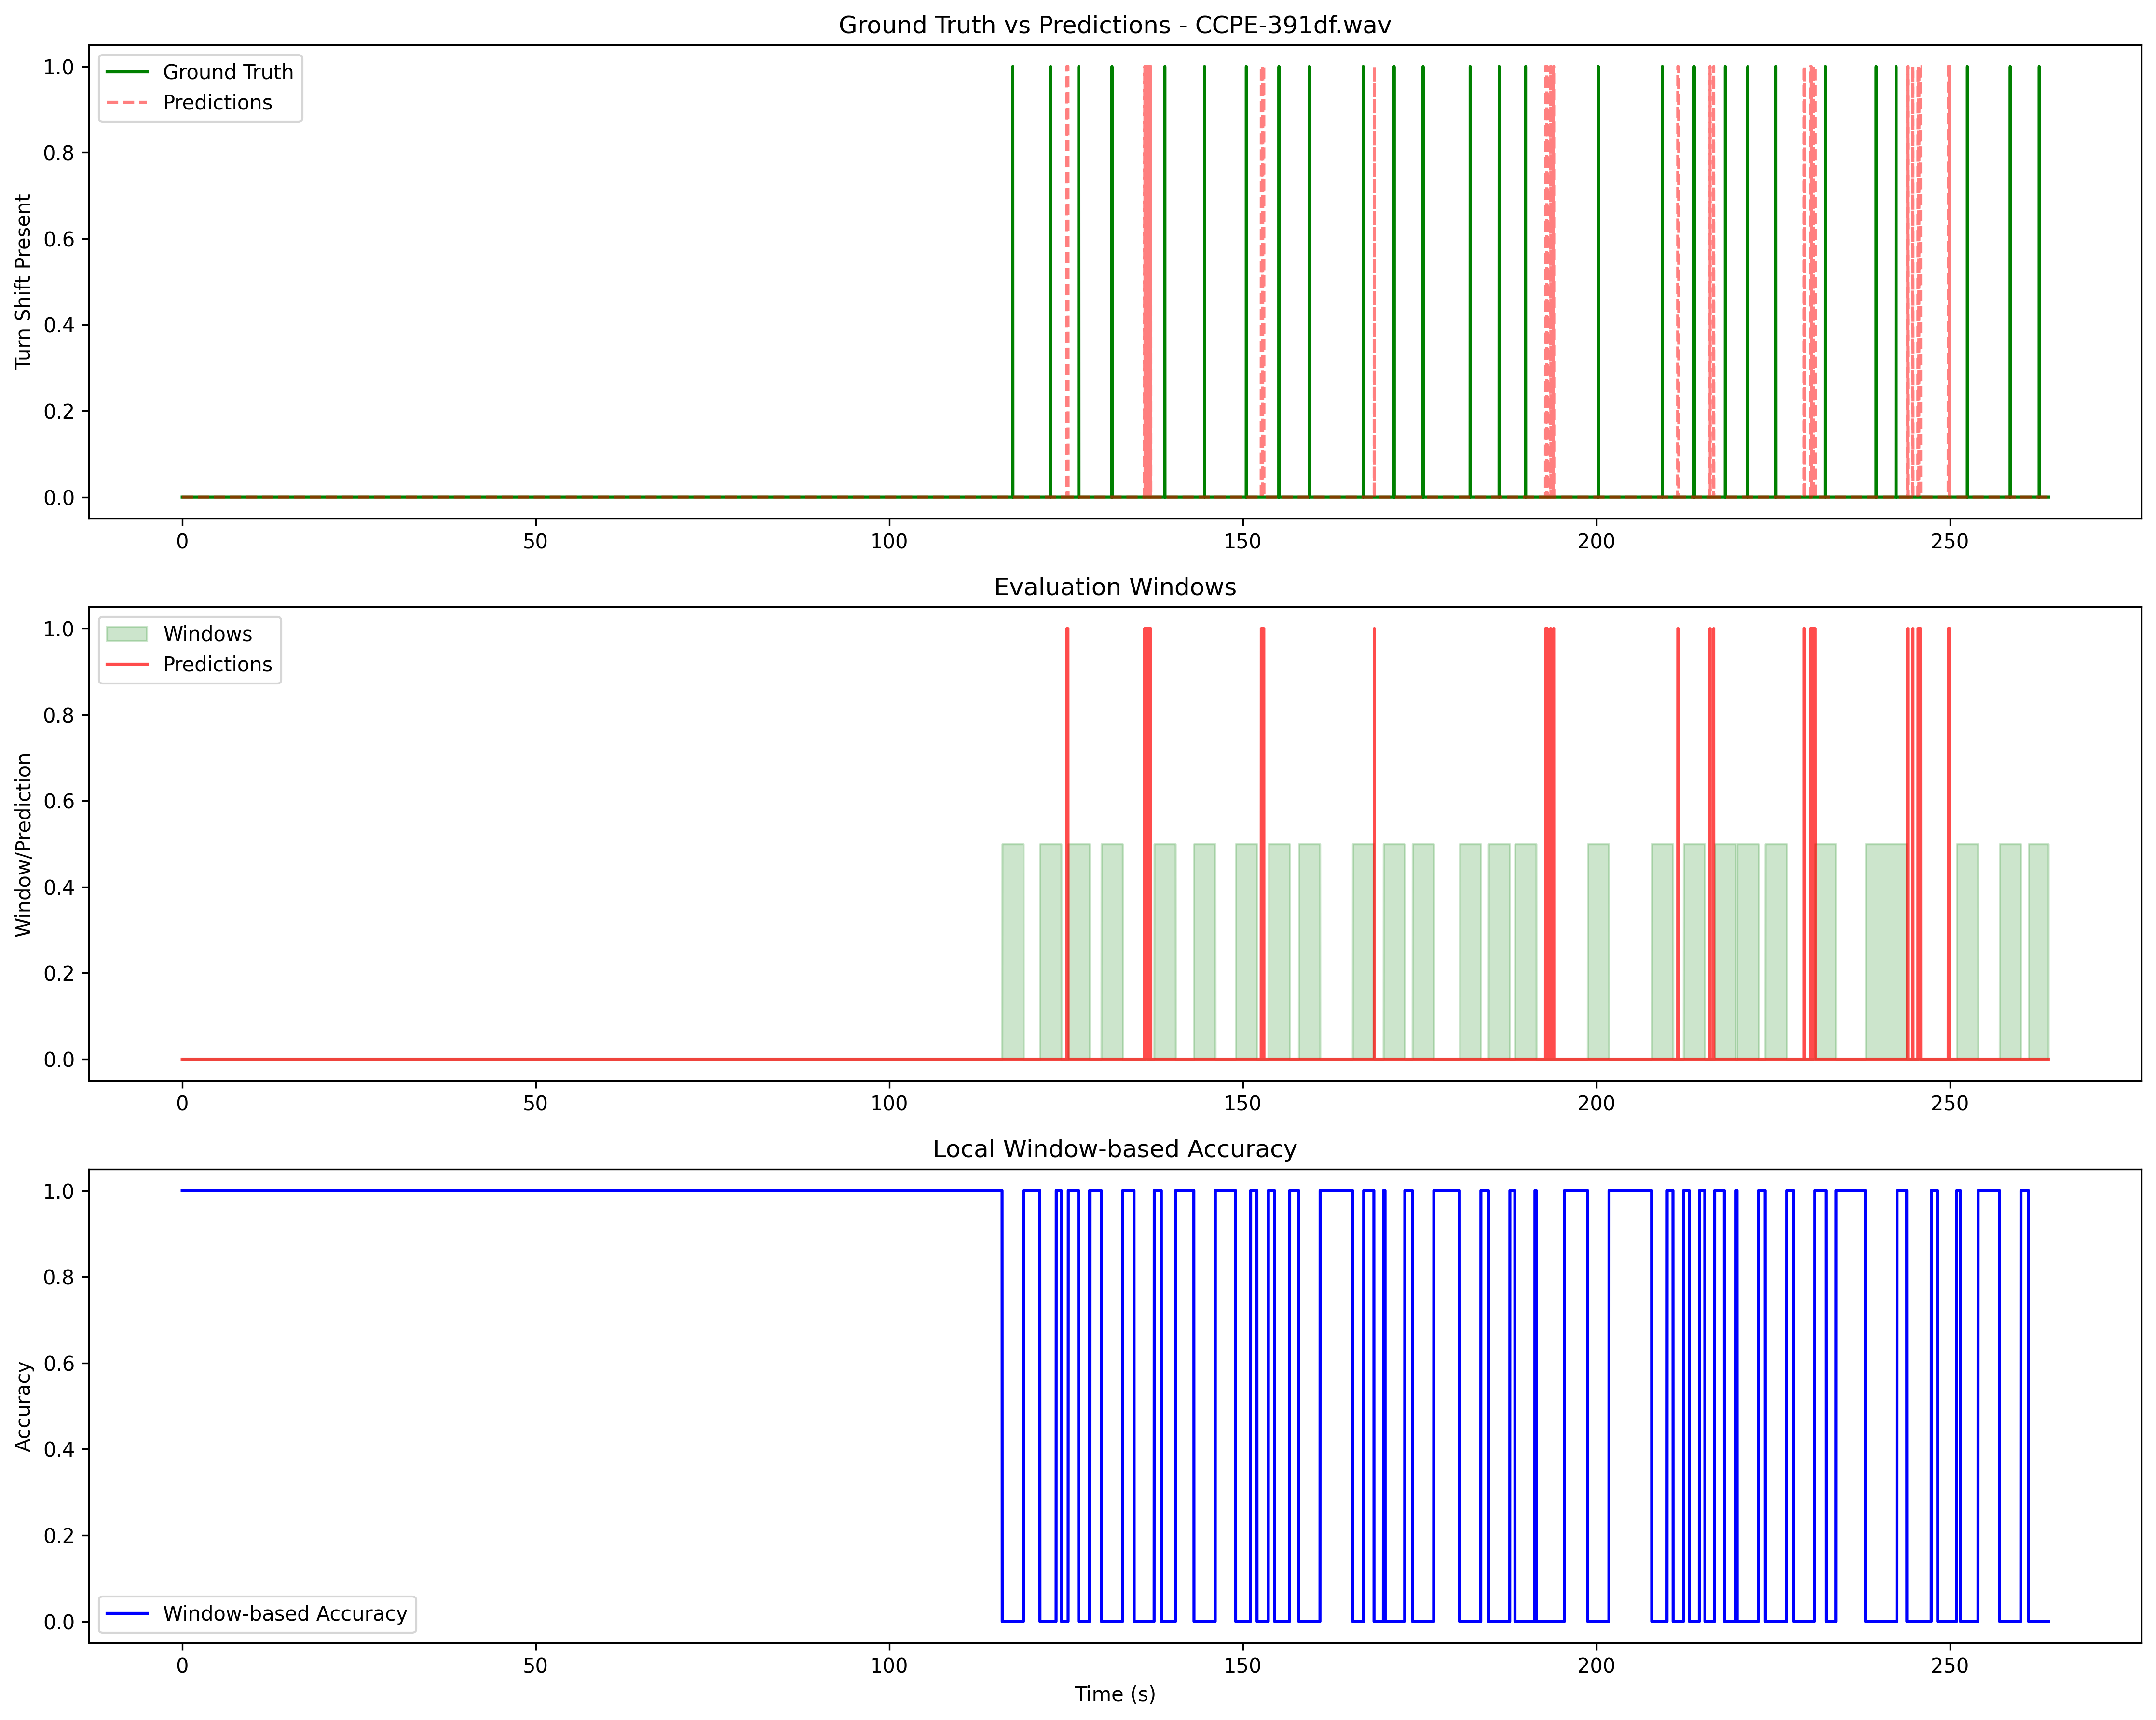 Ground Truth vs Predictions - CCPE-391df.wav
Ground Truth
Predictions
Turn Shift Present
1.0
0.8
0.6
0.4
0.2
0.0
0 50 100 150 200 250
Evaluation Windows
Windows
Predictions
Window/Prediction
1.0
0.8
0.6
0.4
0.2
0.0
0 50 100 150 200 250
Local Window-based Accuracy
Accuracy
1.0
0.8
0.6
0.4
0.2
0.0
Window-based Accuracy
0 50 100 150 200 250
Time (s)